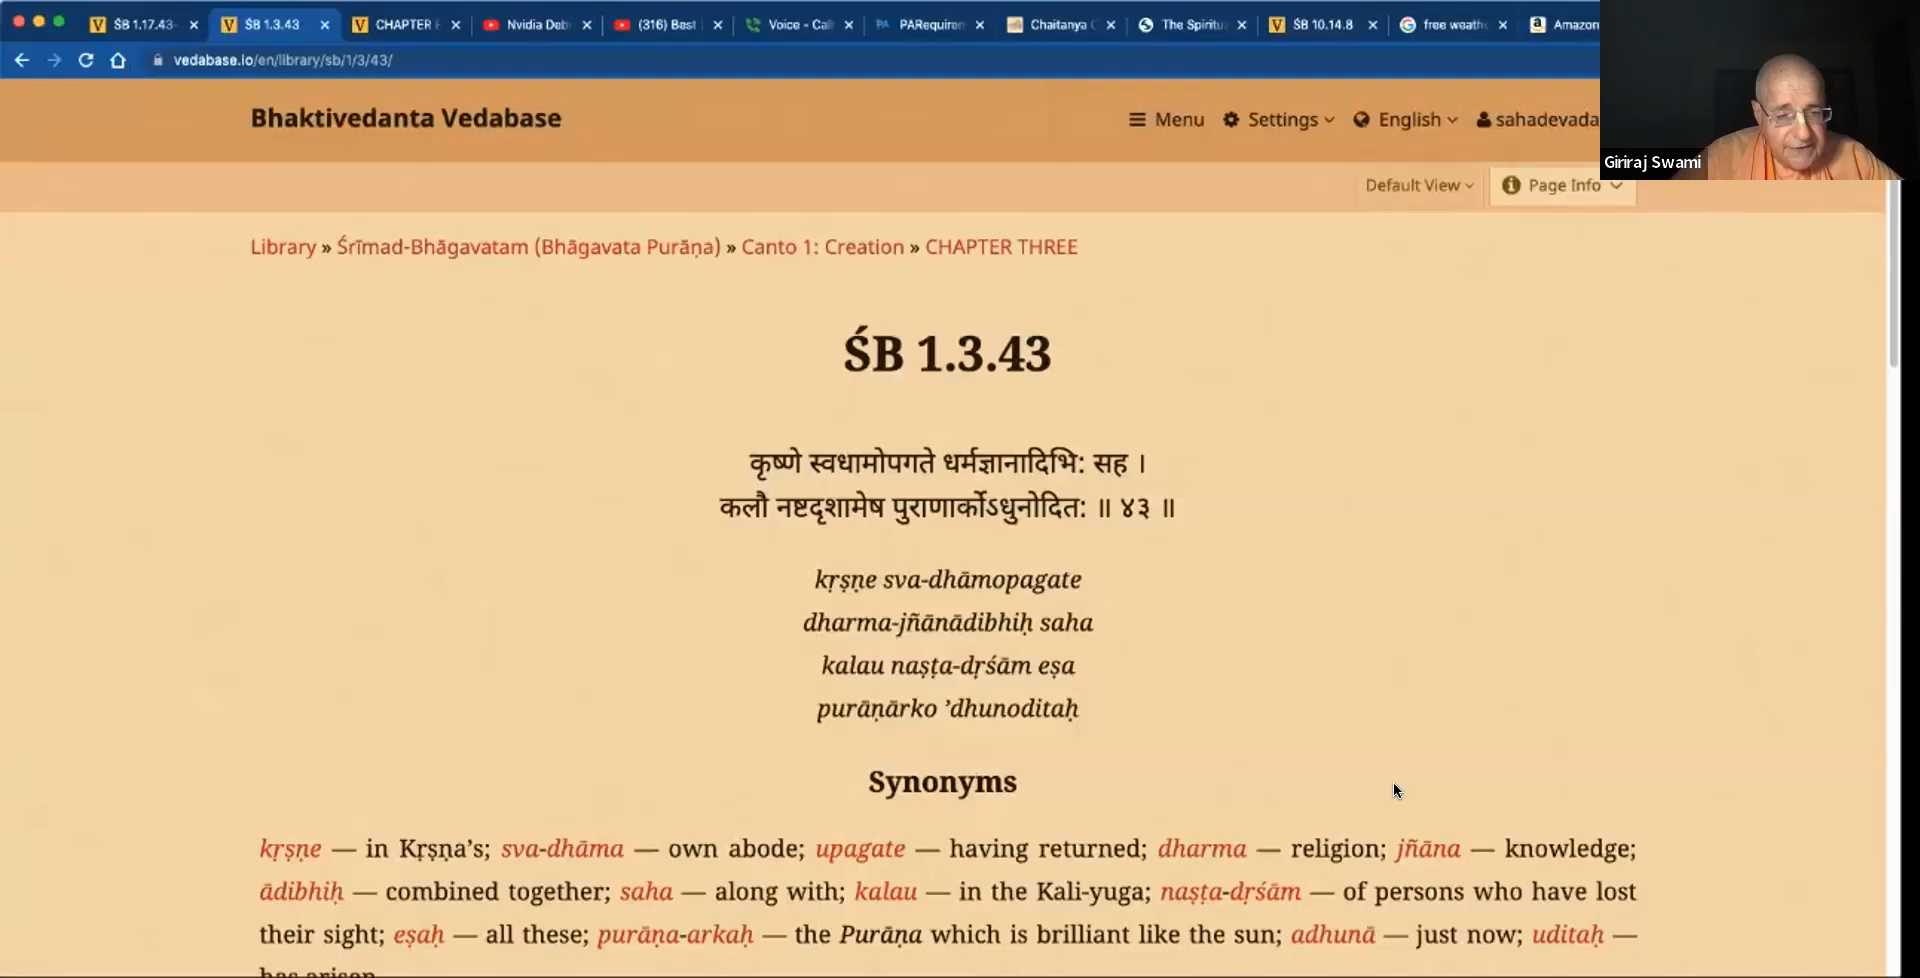 ŚB 1.17.43-
ŚB 1.3.43
CHAPTER F
Nvidia Deb
(316) Best
Voice - Call
PARequirem
Chaitanya C
The Spiritu
ŚB 10.14.8
free weath
Amazon
vedabase.io/en/library/sb/1/3/43/
Giriraj Swami
Bhaktivedanta Vedabase
Menu
Settings
English
sahadevada
Default View
Page Info
Library » Śrīmad-Bhāgavatam (Bhāgavata Purāṇa) » Canto 1: Creation » CHAPTER THREE
ŚB 1.3.43
कृष्णे स्वधामोपगते धर्मज्ञानादिभि: सह ।
कलौ नष्टद‍ृशामेष पुराणार्कोऽधुनोदित: ॥ ४३ ॥
kṛṣṇe sva-dhāmopagate
dharma-jñānādibhiḥ saha
kalau naṣṭa-dṛśām eṣa
purāṇārko ’dhunoditaḥ
Synonyms
kṛṣṇe — in Kṛṣṇa’s; sva-dhāma — own abode; upagate — having returned; dharma — religion; jñāna — knowledge;
ādibhiḥ — combined together; saha — along with; kalau — in the Kali-yuga; naṣṭa-dṛśām — of persons who have lost
their sight; eṣaḥ — all these; purāṇa-arkaḥ — the Purāṇa which is brilliant like the sun; adhunā — just now; uditaḥ —
has arisen